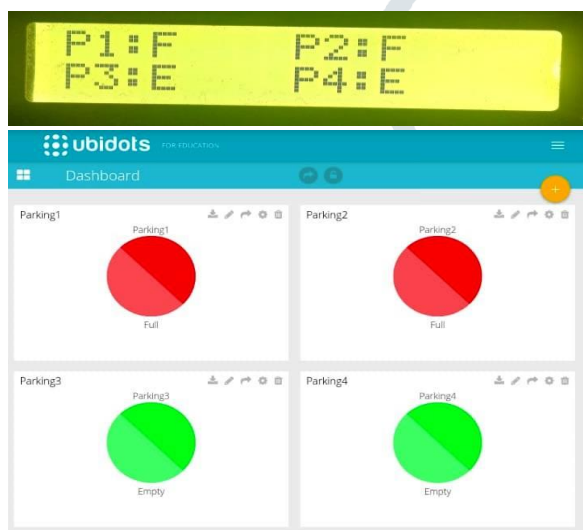 P1:F P2:F
P3:E P4:E
ubidots FOR EDUCATION
Dashboard
Parking1 Parking2
Parking1 Parking2
Full Full
Parking3 Parking4
Parking3 Parking4
Empty Empty